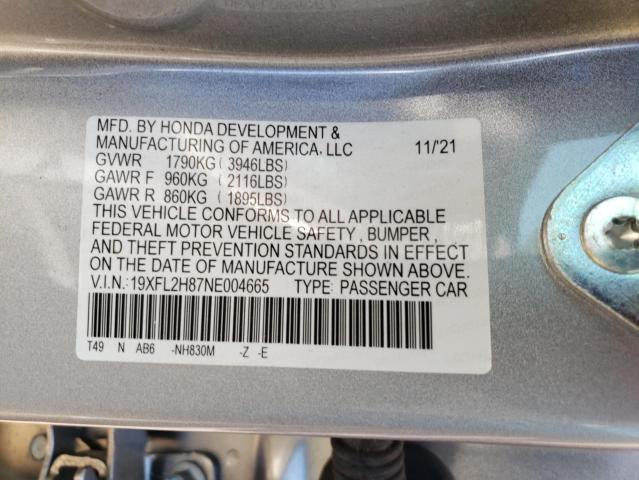 MFD. BY HONDA DEVELOPMENT &
MANUFACTURING OF AMERICA, LLC 11/'21
GVWR 1790KG ( 3946LBS)
GAWR F 960KG ( 2116LBS)
GAWR R 860KG ( 1895LBS)
THIS VEHICLE CONFORMS TO ALL APPLICABLE
FEDERAL MOTOR VEHICLE SAFETY , BUMPER ,
AND THEFT PREVENTION STANDARDS IN EFFECT
ON THE DATE OF MANUFACTURE SHOWN ABOVE.
V.I.N.: 19XFL2H87NE004665 TYPE: PASSENGER CAR
T49 N AB6 -NH830M -Z -E